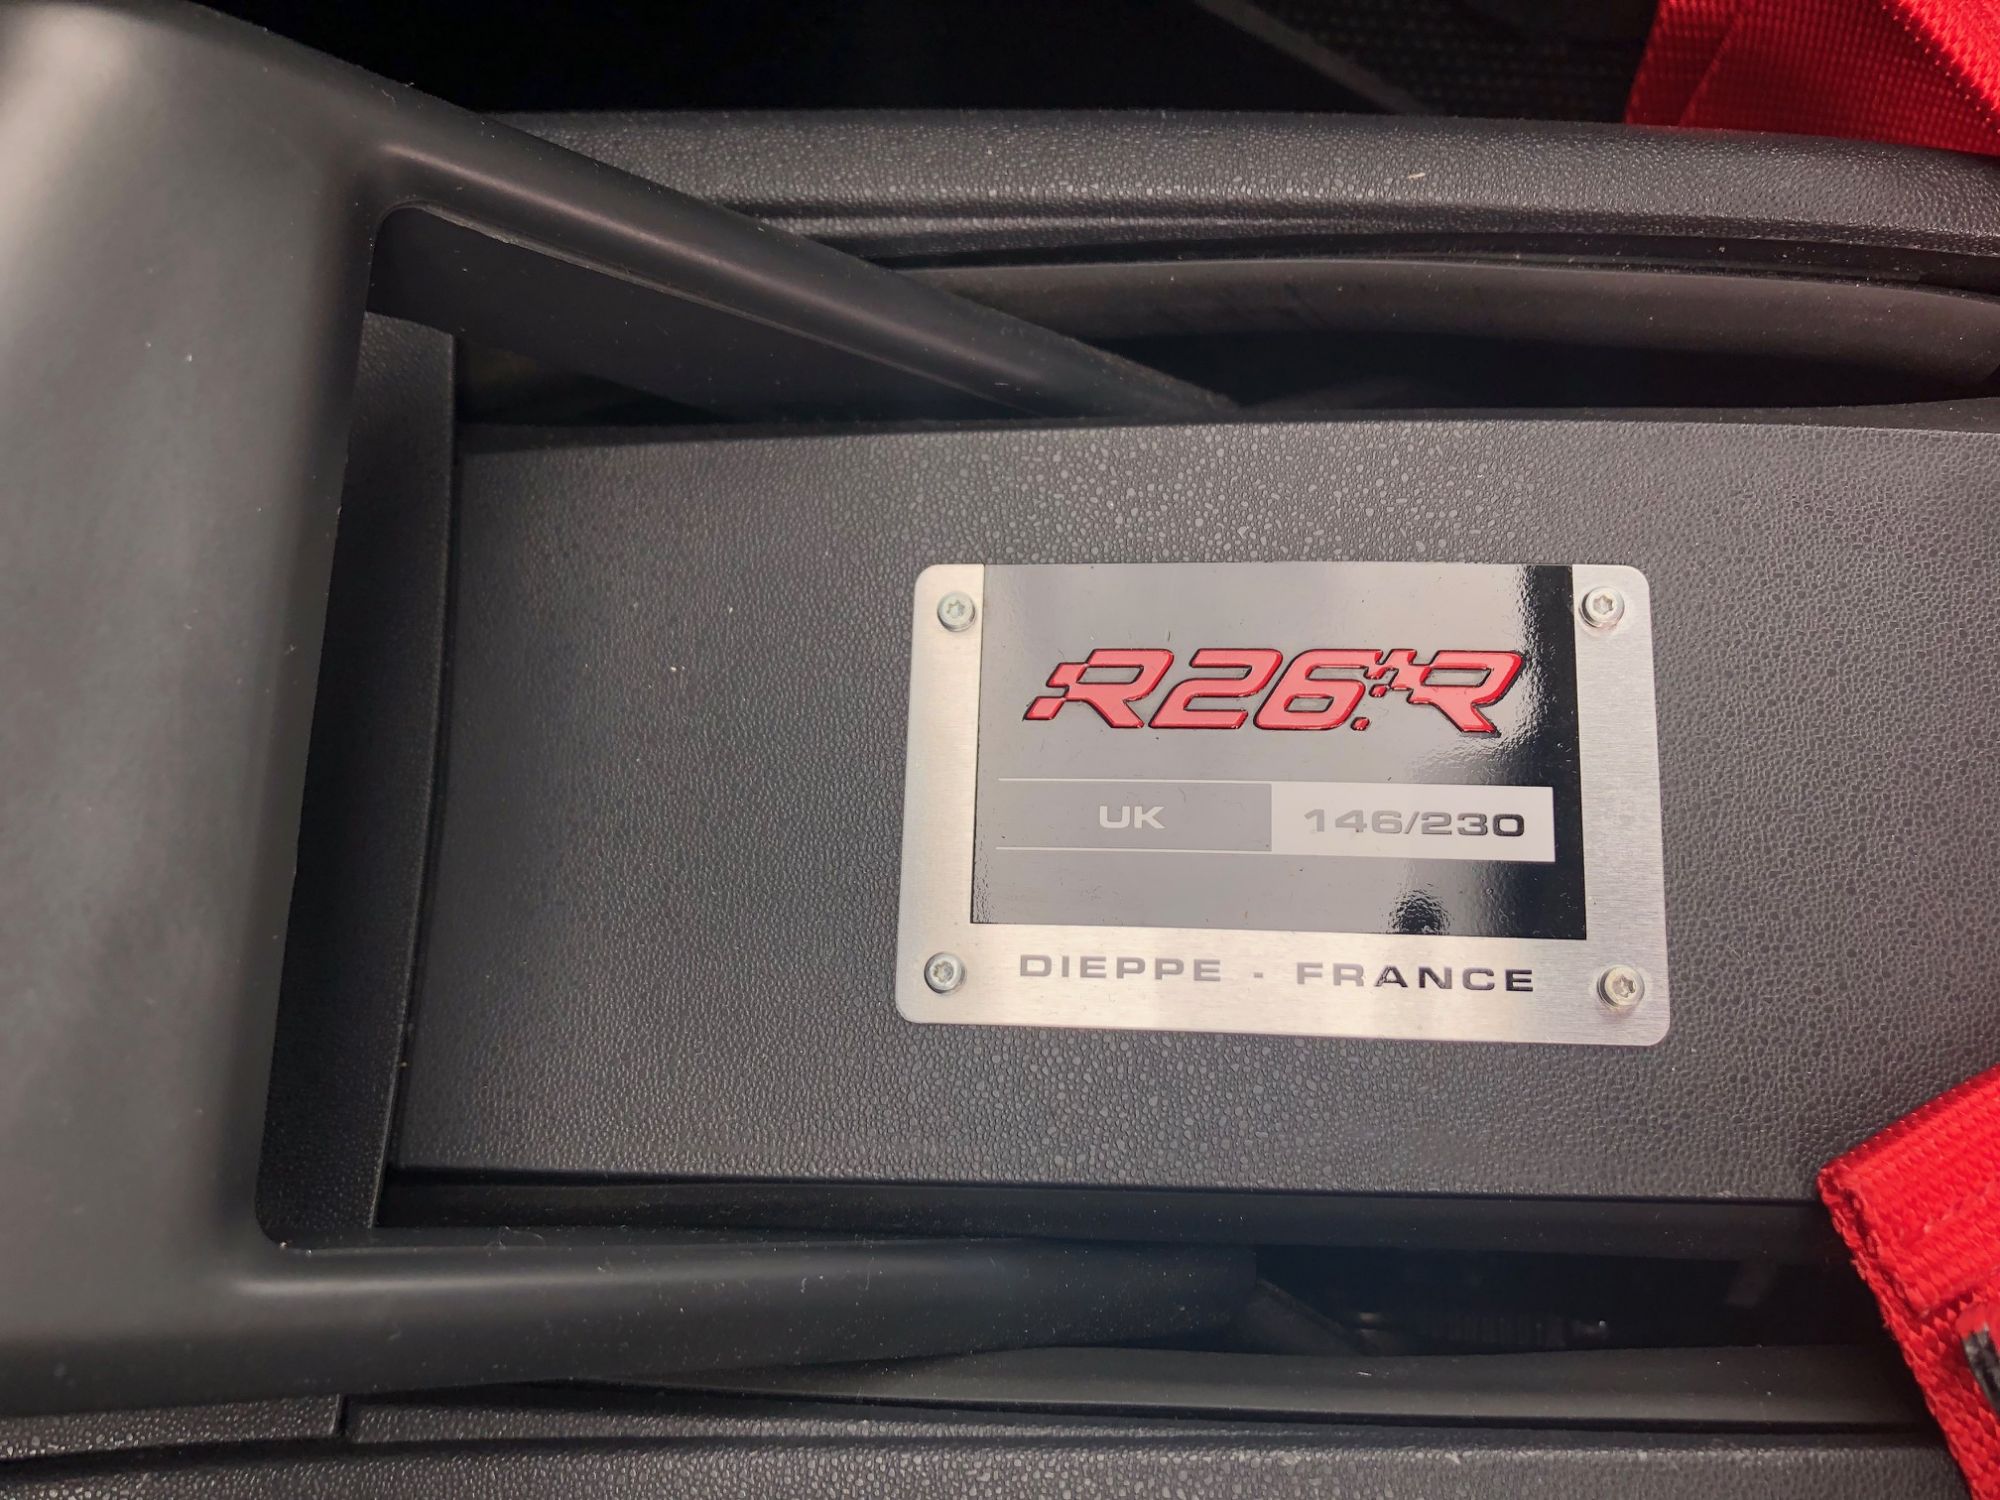 R26.R
UK 146/230
DIEPPE - FRANCE